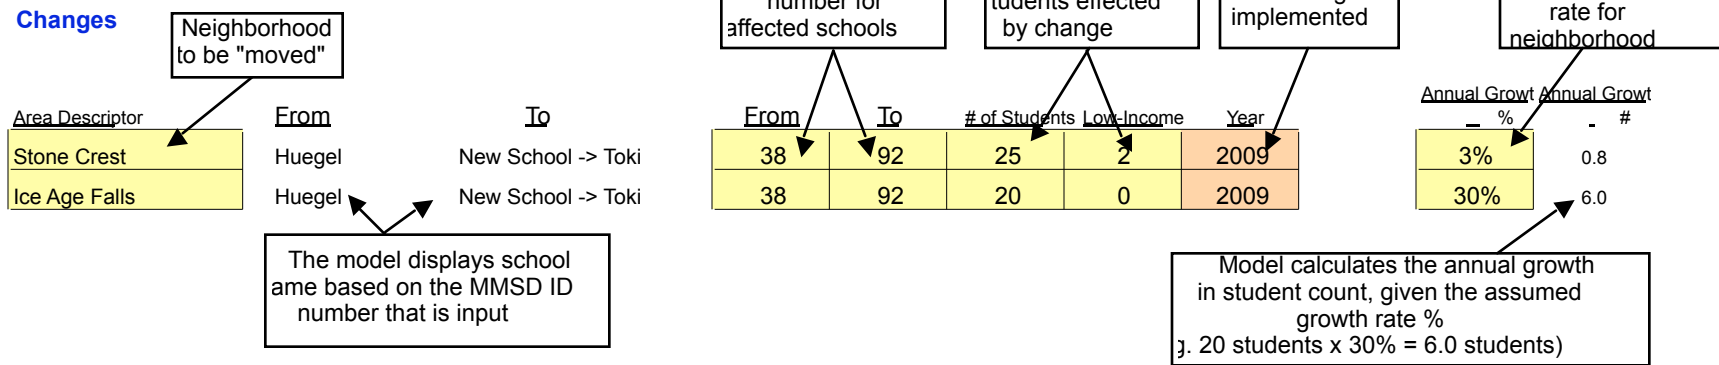 Changes
Neighborhood
to be "moved"
number for
affected schools
tudents effected
by change
implemented
rate for
neighborhood
Area Descriptor From To From To # of Students Low-Income Year Annual Growt % Annual Growt #
Stone Crest Huegel New School -> Toki 38 92 25 2 2009 3% 0.8
Ice Age Falls Huegel New School -> Toki 38 92 20 0 2009 30% 6.0
The model displays school
ame based on the MMSD ID
number that is input
Model calculates the annual growth
in student count, given the assumed
growth rate %
g. 20 students x 30% = 6.0 students)